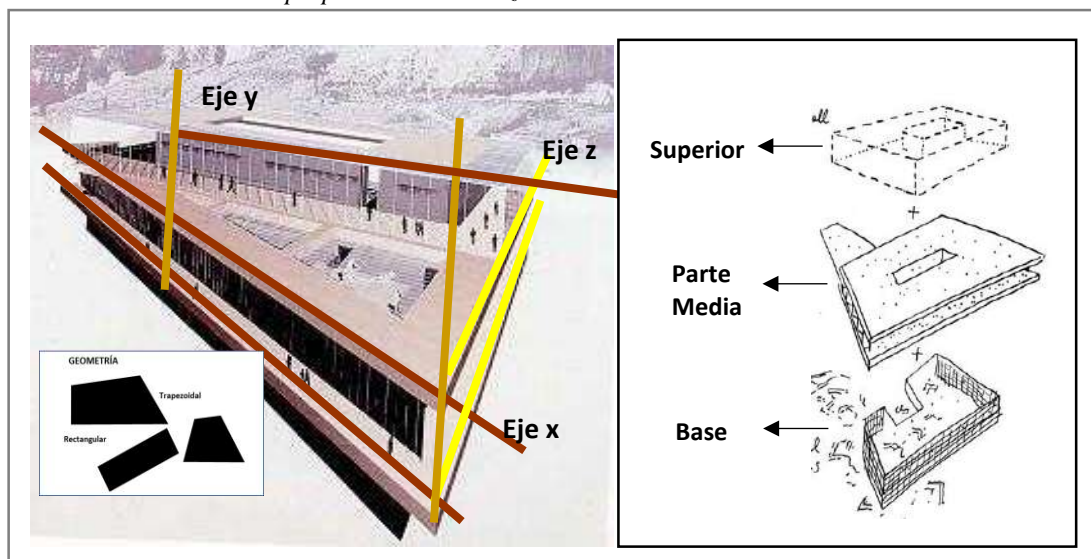 Eje y
Eje z
Eje x
GEOMETRÍA
Trapezoidal
Rectangular
Superior
Parte
Media
Base